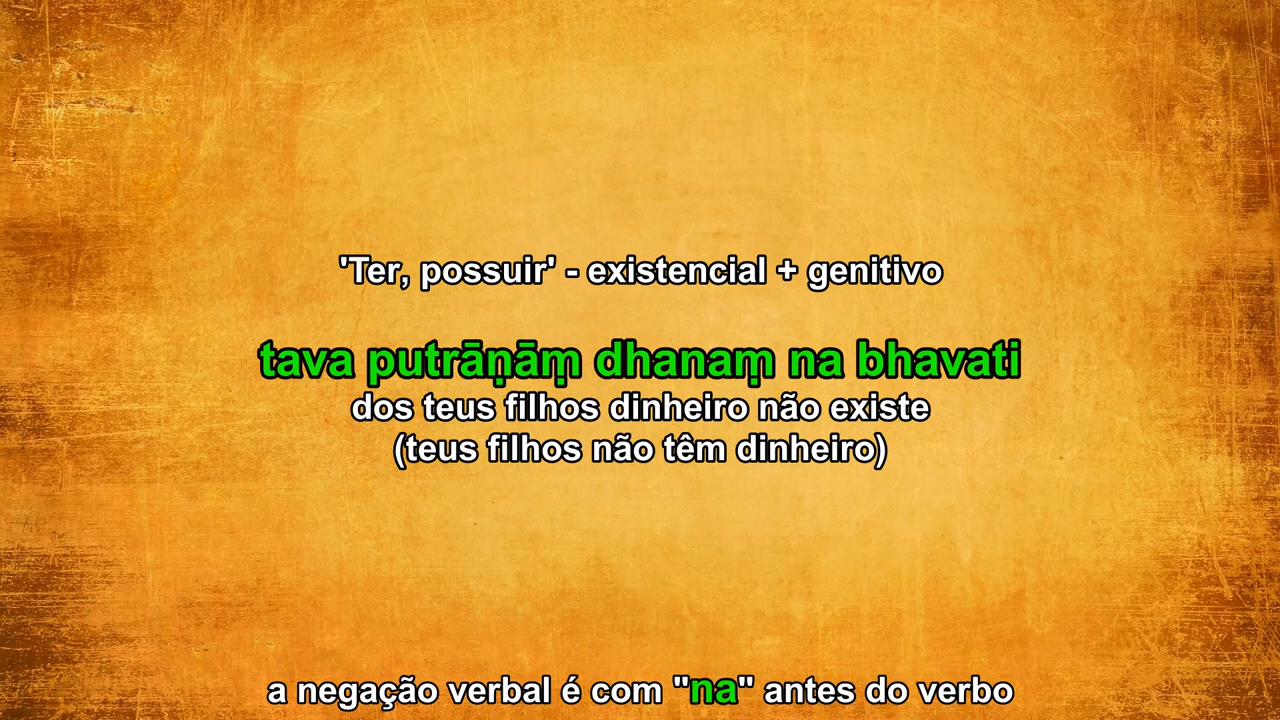 'Ter, possuir' - existencial + genitivo
tava putrāṇāṃ dhanaṃ na bhavati
dos teus filhos dinheiro não existe
(teus filhos não têm dinheiro)
a negação verbal é com "na" antes do verbo